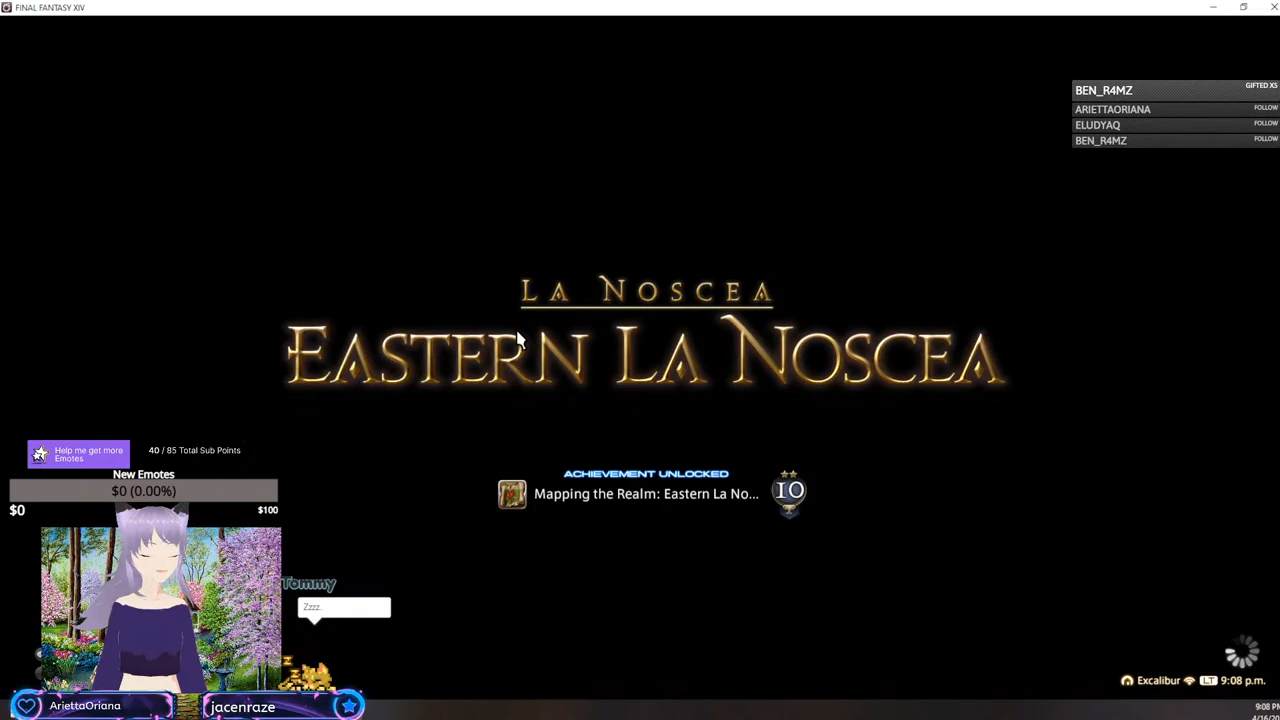 FINAL FANTASY XIV
BEN_R4MZ GIFTED X5
ARIETTAORIANA FOLLOW
ELUDYAQ FOLLOW
BEN_R4MZ FOLLOW
LA NOSCEA
EASTERN LA NOSCEA
Help me get more
Emotes
40 / 85 Total Sub Points
ACHIEVEMENT UNLOCKED
Mapping the Realm: Eastern La No...
10
New Emotes
$0 (0.00%)
$0 $100
Tommy
Zzzz..
z
z
Excalibur LT 9:08 p.m.
AriettaOriana
jacenraze
9:08 PM